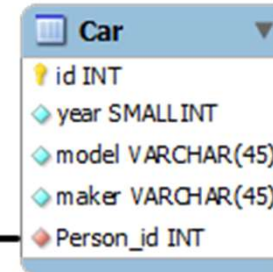 Car
id INT
year SMALLINT
model VARCHAR(45)
maker VARCHAR(45)
Person_id INT